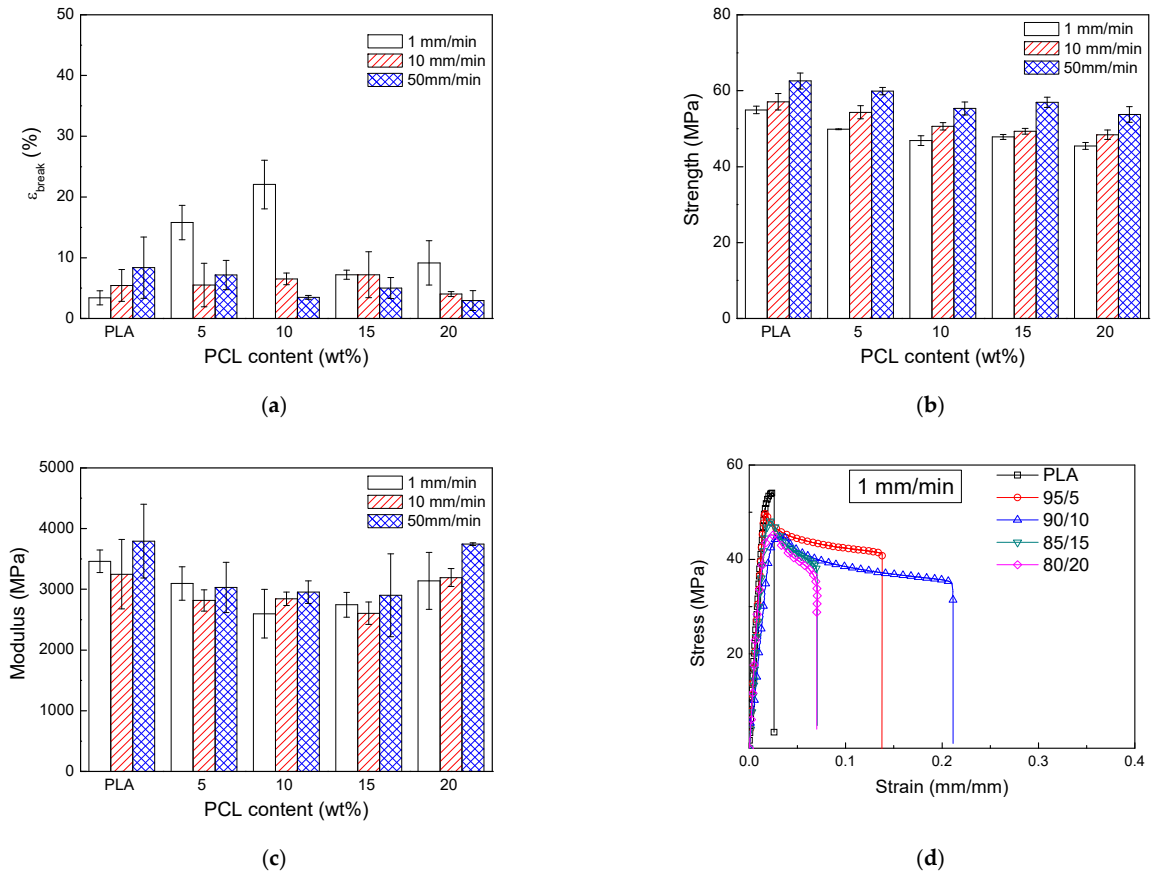 50
40
30
20
10
0
ε_break (%)
1 mm/min
10 mm/min
50mm/min
PLA 5 10 15 20
PCL content (wt%)
(a)
80
60
40
20
0
Strength (MPa)
1 mm/min
10 mm/min
50mm/min
PLA 5 10 15 20
PCL content (wt%)
(b)
5000
4000
3000
2000
1000
0
Modulus (MPa)
1 mm/min
10 mm/min
50mm/min
PLA 5 10 15 20
PCL content (wt%)
(c)
60
40
20
Stress (MPa)
1 mm/min
PLA
95/5
90/10
85/15
80/20
0.0 0.1 0.2 0.3 0.4
Strain (mm/mm)
(d)